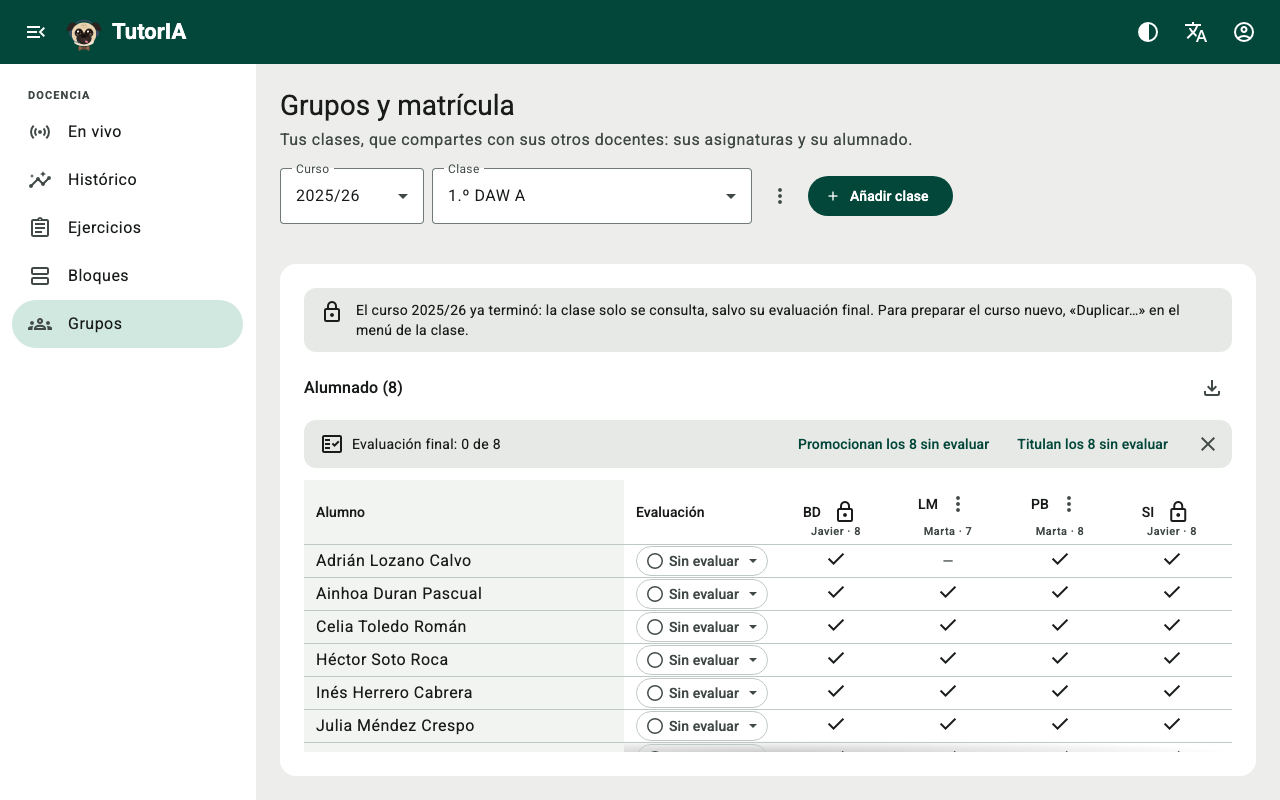 TutorIA
DOCENCIA
En vivo
Histórico
Ejercicios
Bloques
Grupos
Grupos y matrícula
Tus clases, que compartes con sus otros docentes: sus asignaturas y su alumnado.
Curso
2025/26
Clase
1.º DAW A
Añadir clase
El curso 2025/26 ya terminó: la clase solo se consulta, salvo su evaluación final. Para preparar el curso nuevo, «Duplicar…» en el
menú de la clase.
Alumnado (8)
Evaluación final: 0 de 8
Promocionan los 8 sin evaluar
Titulan los 8 sin evaluar
Alumno
Evaluación
BD
Javier · 8
LM
Marta · 7
PB
Marta · 8
SI
Javier · 8
Adrián Lozano Calvo
Sin evaluar
–
Ainhoa Duran Pascual
Sin evaluar
Celia Toledo Román
Sin evaluar
Héctor Soto Roca
Sin evaluar
Inés Herrero Cabrera
Sin evaluar
Julia Méndez Crespo
Sin evaluar